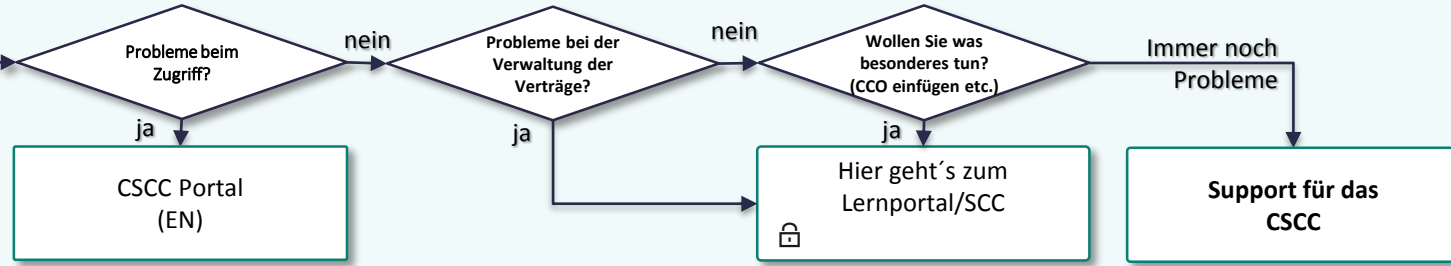 Probleme beim
Zugriff?
nein
Probleme bei der
Verwaltung der
Verträge?
nein
Wollen Sie was
besonderes tun?
(CCO einfügen etc.)
Immer noch
Probleme
ja
ja
ja
CSCC Portal
(EN)
Hier geht´s zum
Lernportal/SCC
Support für das
CSCC